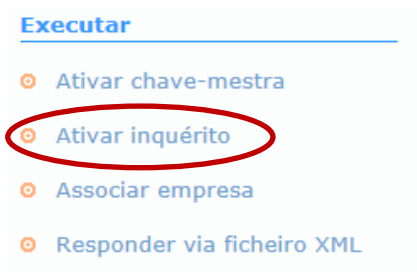 Executar
Ativar chave-mestra
Ativar inquérito
Associar empresa
Responder via ficheiro XML